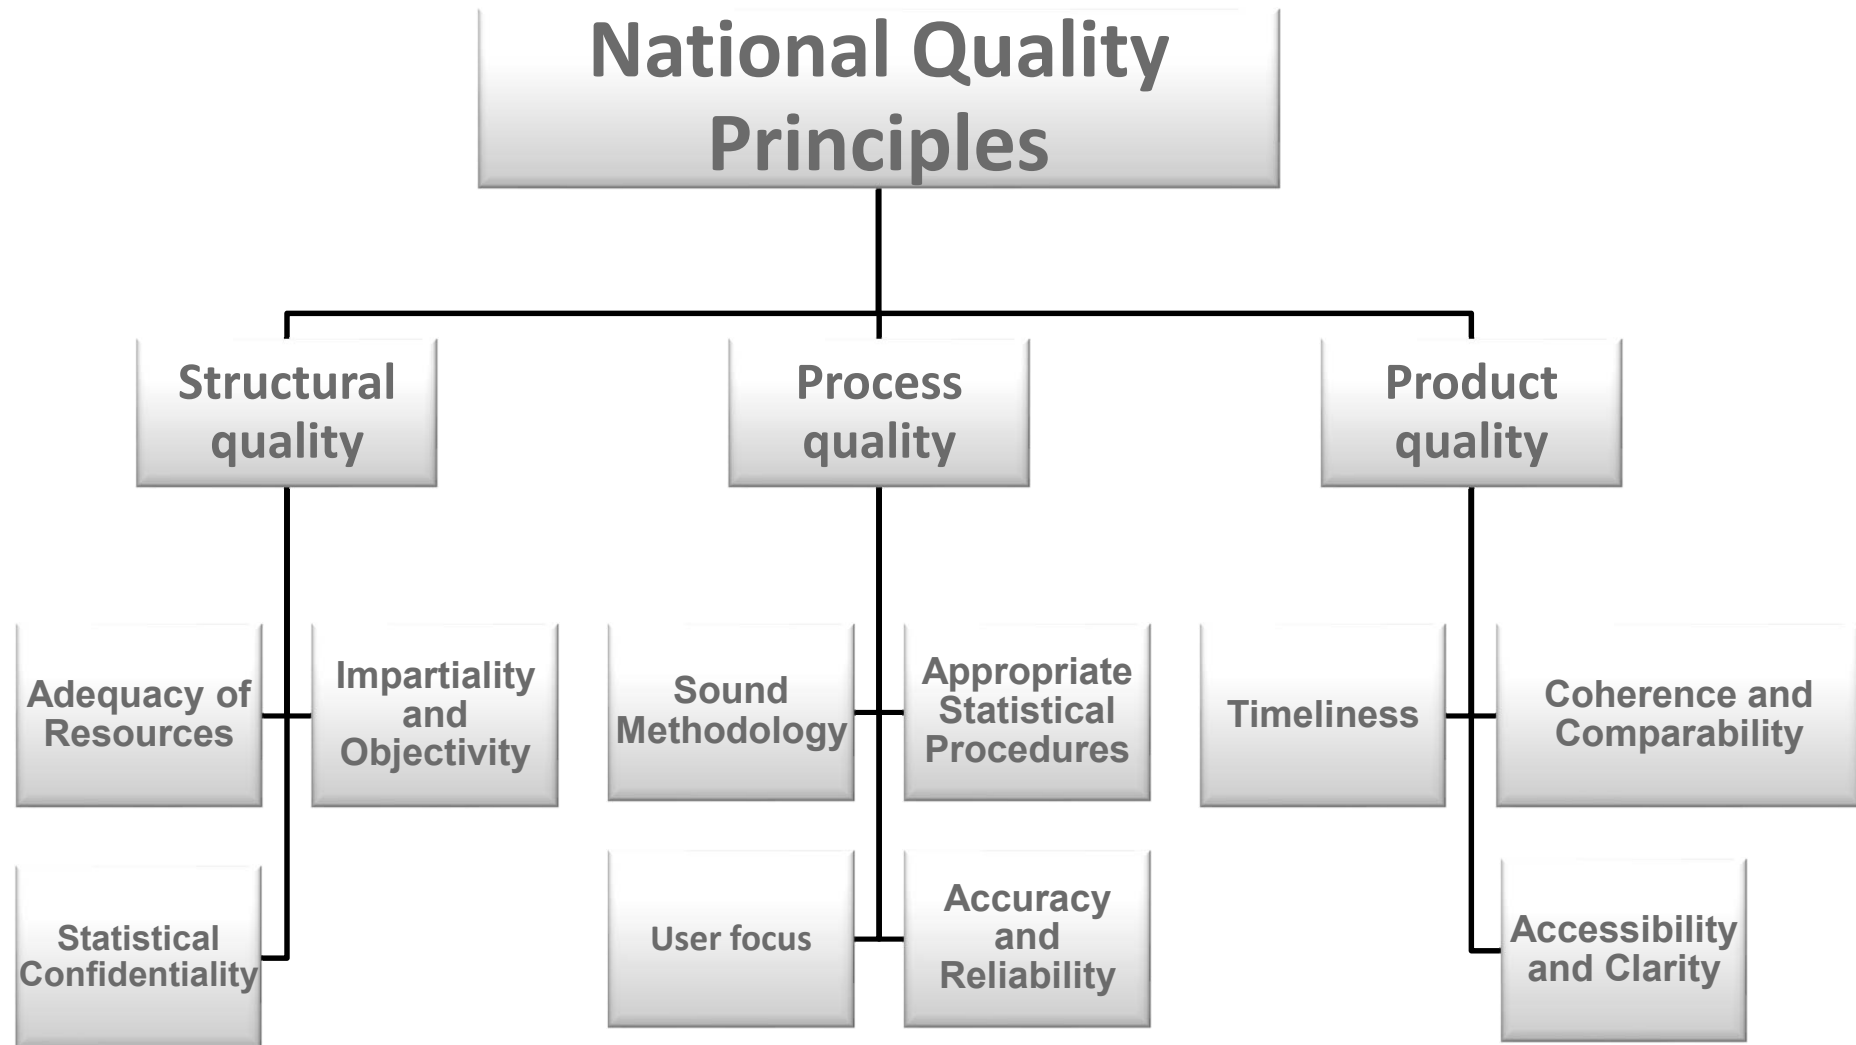 National Quality
Principles
Structural
quality
Process
quality
Product
quality
Adequacy of
Resources
Impartiality
and
Objectivity
Sound
Methodology
Appropriate
Statistical
Procedures
Timeliness
Coherence and
Comparability
Statistical
Confidentiality
User focus
Accuracy
and
Reliability
Accessibility
and Clarity